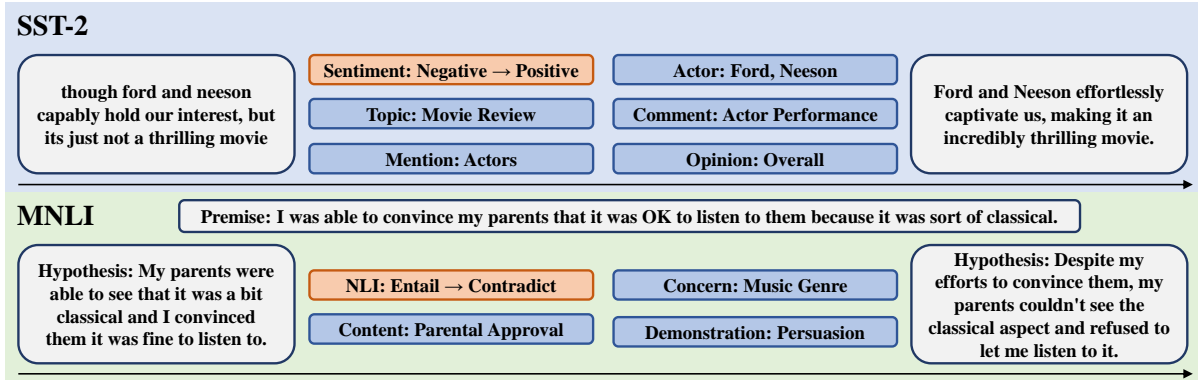 SST-2
though ford and neeson
capably hold our interest, but
its just not a thrilling movie
Sentiment: Negative → Positive
Actor: Ford, Neeson
Topic: Movie Review
Comment: Actor Performance
Mention: Actors
Opinion: Overall
Ford and Neeson effortlessly
captivate us, making it an
incredibly thrilling movie.
MNLI
Premise: I was able to convince my parents that it was OK to listen to them because it was sort of classical.
Hypothesis: My parents were
able to see that it was a bit
classical and I convinced
them it was fine to listen to.
NLI: Entail → Contradict
Concern: Music Genre
Content: Parental Approval
Demonstration: Persuasion
Hypothesis: Despite my
efforts to convince them, my
parents couldn't see the
classical aspect and refused to
let me listen to it.